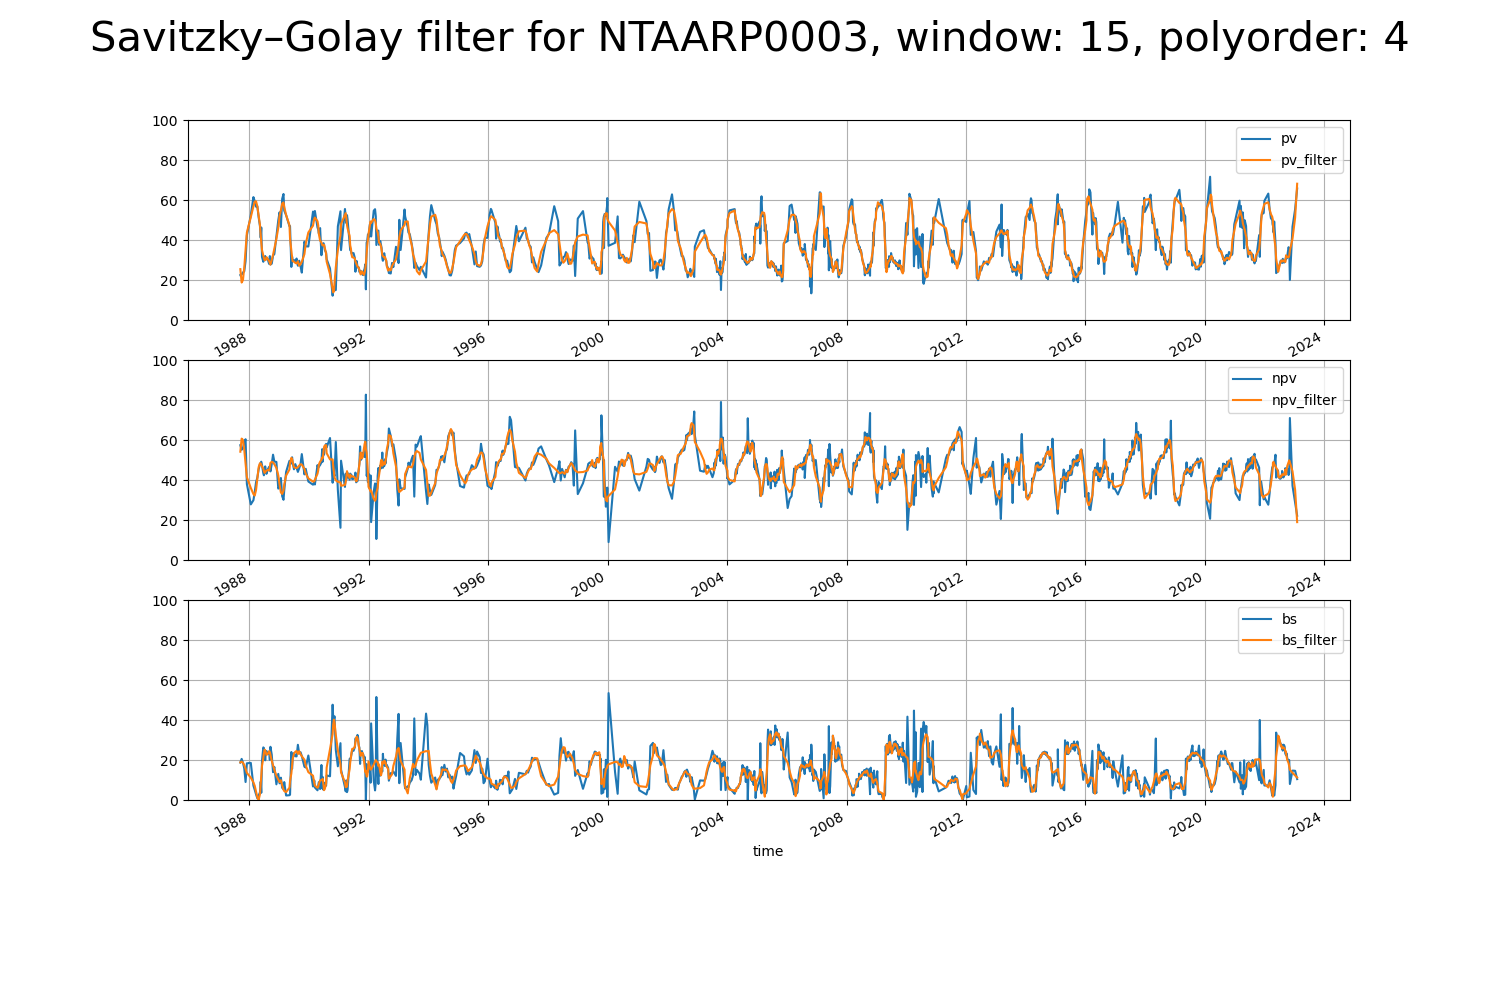 Savitzky–Golay filter for NTAARP0003, window: 15, polyorder: 4
100
80
60
40
20
0
pv
pv_filter
1988 1992 1996 2000 2004 2008 2012 2016 2020 2024
100
80
60
40
20
0
npv
npv_filter
1988 1992 1996 2000 2004 2008 2012 2016 2020 2024
100
80
60
40
20
0
bs
bs_filter
1988 1992 1996 2000 2004 2008 2012 2016 2020 2024
time